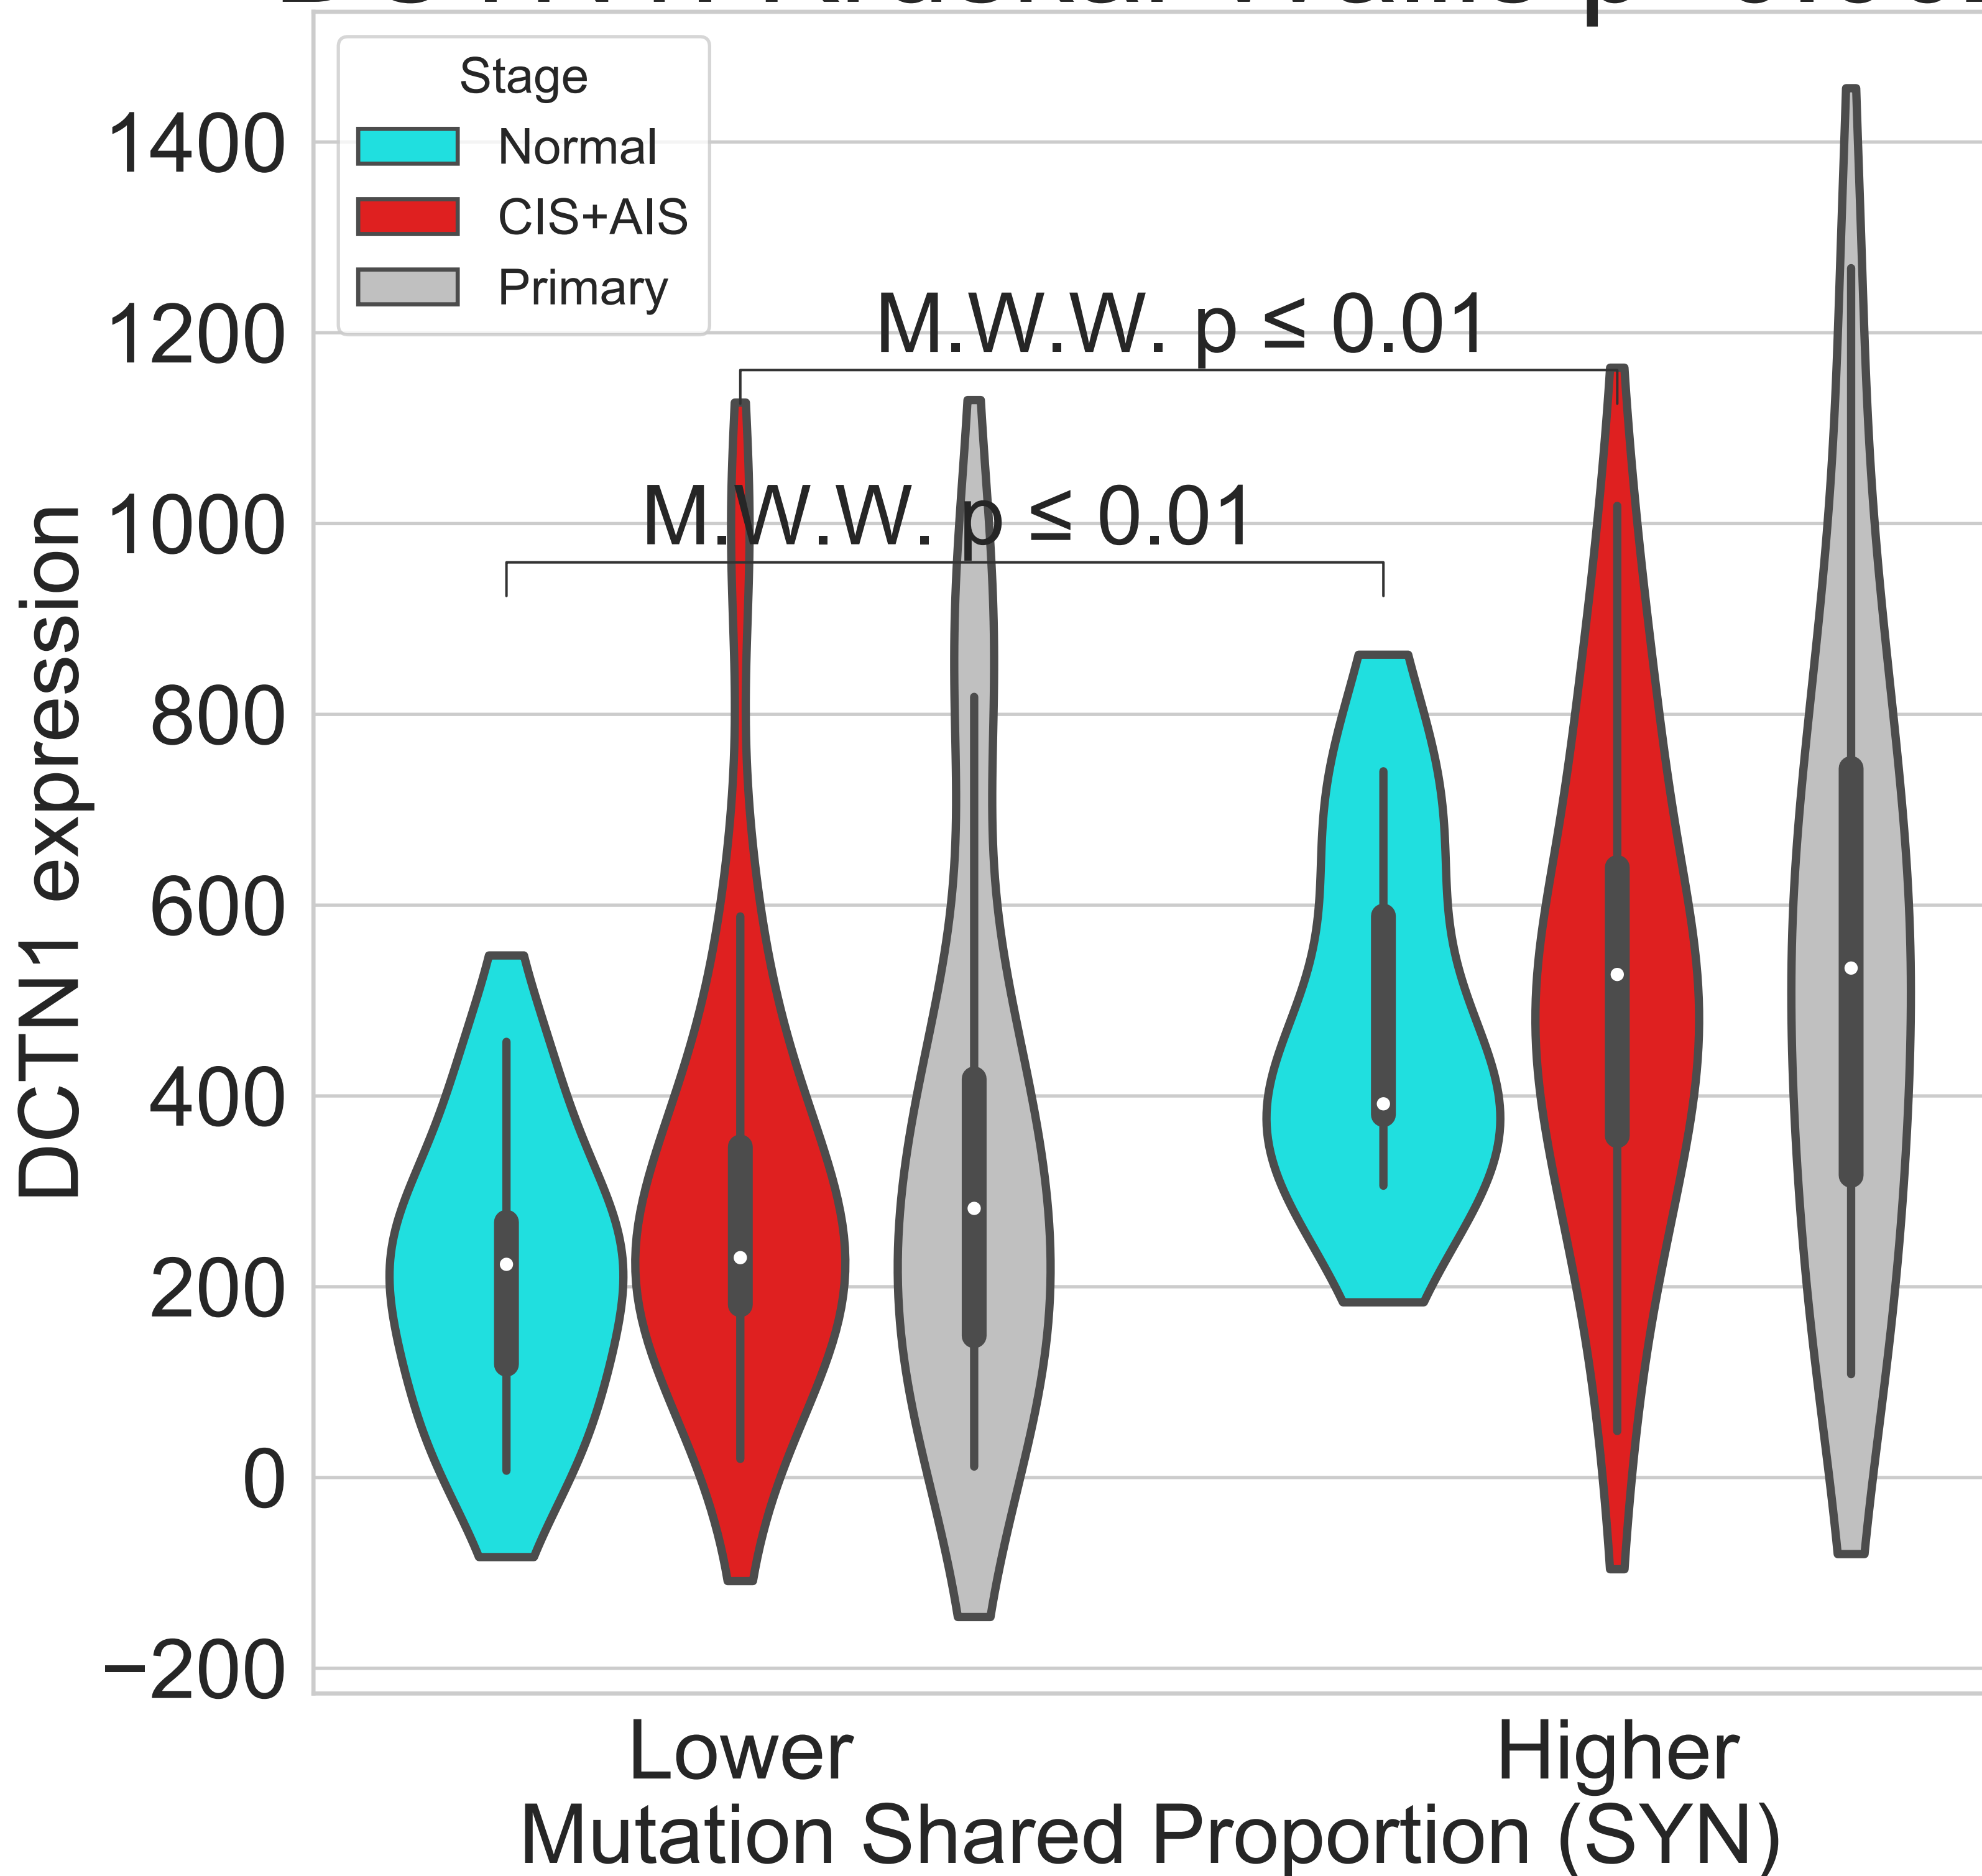 Stage
Normal
CIS+AIS
Primary
M.W.W. p ≤ 0.01
M.W.W. p ≤ 0.01
1400
1200
1000
800
600
400
200
0
−200
DCTN1 expression
Lower
Higher
Mutation Shared Proportion (SYN)